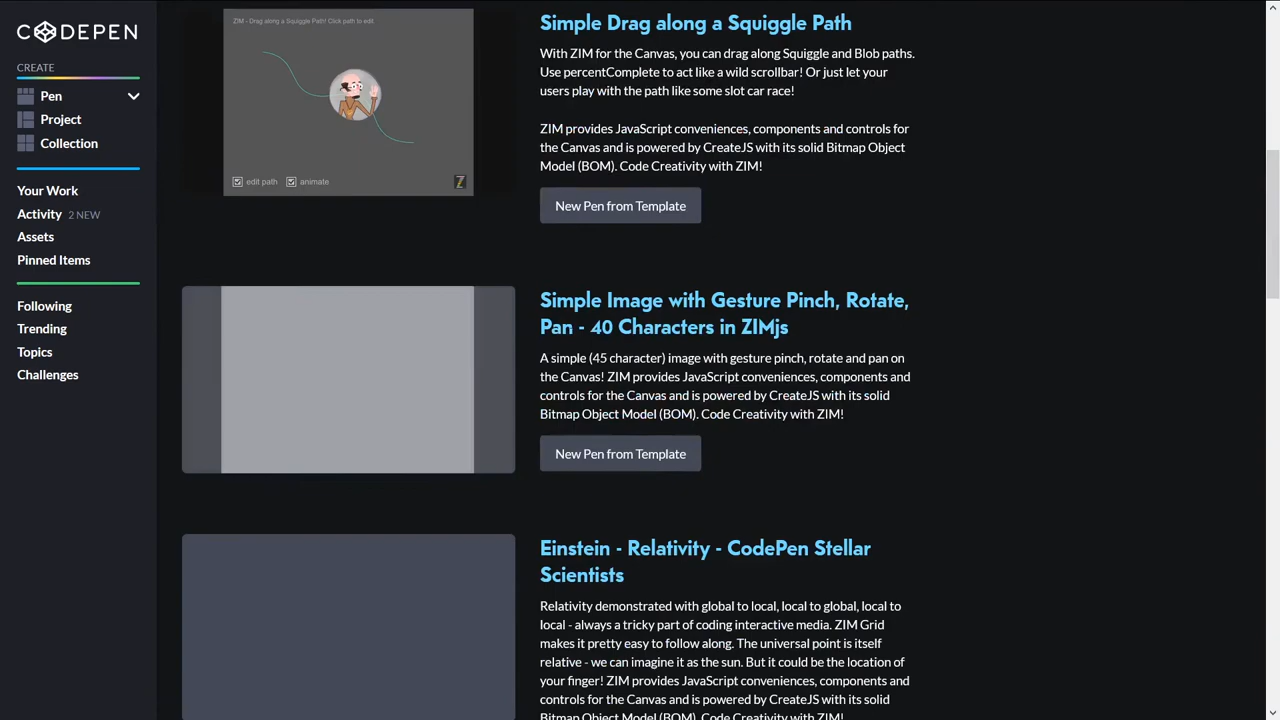 CODEPEN
CREATE
Pen
Project
Collection
Your Work
Activity 2 NEW
Assets
Pinned Items
Following
Trending
Topics
Challenges
ZIM - Drag along a Squiggle Path! Click path to edit.
edit path
animate
Z
Simple Drag along a Squiggle Path
With ZIM for the Canvas, you can drag along Squiggle and Blob paths.
Use percentComplete to act like a wild scrollbar! Or just let your
users play with the path like some slot car race!
ZIM provides JavaScript conveniences, components and controls for
the Canvas and is powered by CreateJS with its solid Bitmap Object
Model (BOM). Code Creativity with ZIM!
New Pen from Template
Simple Image with Gesture Pinch, Rotate,
Pan - 40 Characters in ZIMjs
A simple (45 character) image with gesture pinch, rotate and pan on
the Canvas! ZIM provides JavaScript conveniences, components and
controls for the Canvas and is powered by CreateJS with its solid
Bitmap Object Model (BOM). Code Creativity with ZIM!
New Pen from Template
Einstein - Relativity - CodePen Stellar
Scientists
Relativity demonstrated with global to local, local to global, local to
local - always a tricky part of coding interactive media. ZIM Grid
makes it pretty easy to follow along. The universal point is itself
relative - we can imagine it as the sun. But it could be the location of
your finger! ZIM provides JavaScript conveniences, components and
controls for the Canvas and is powered by CreateJS with its solid
Bitmap Object Model (BOM). Code Creativity with ZIM!